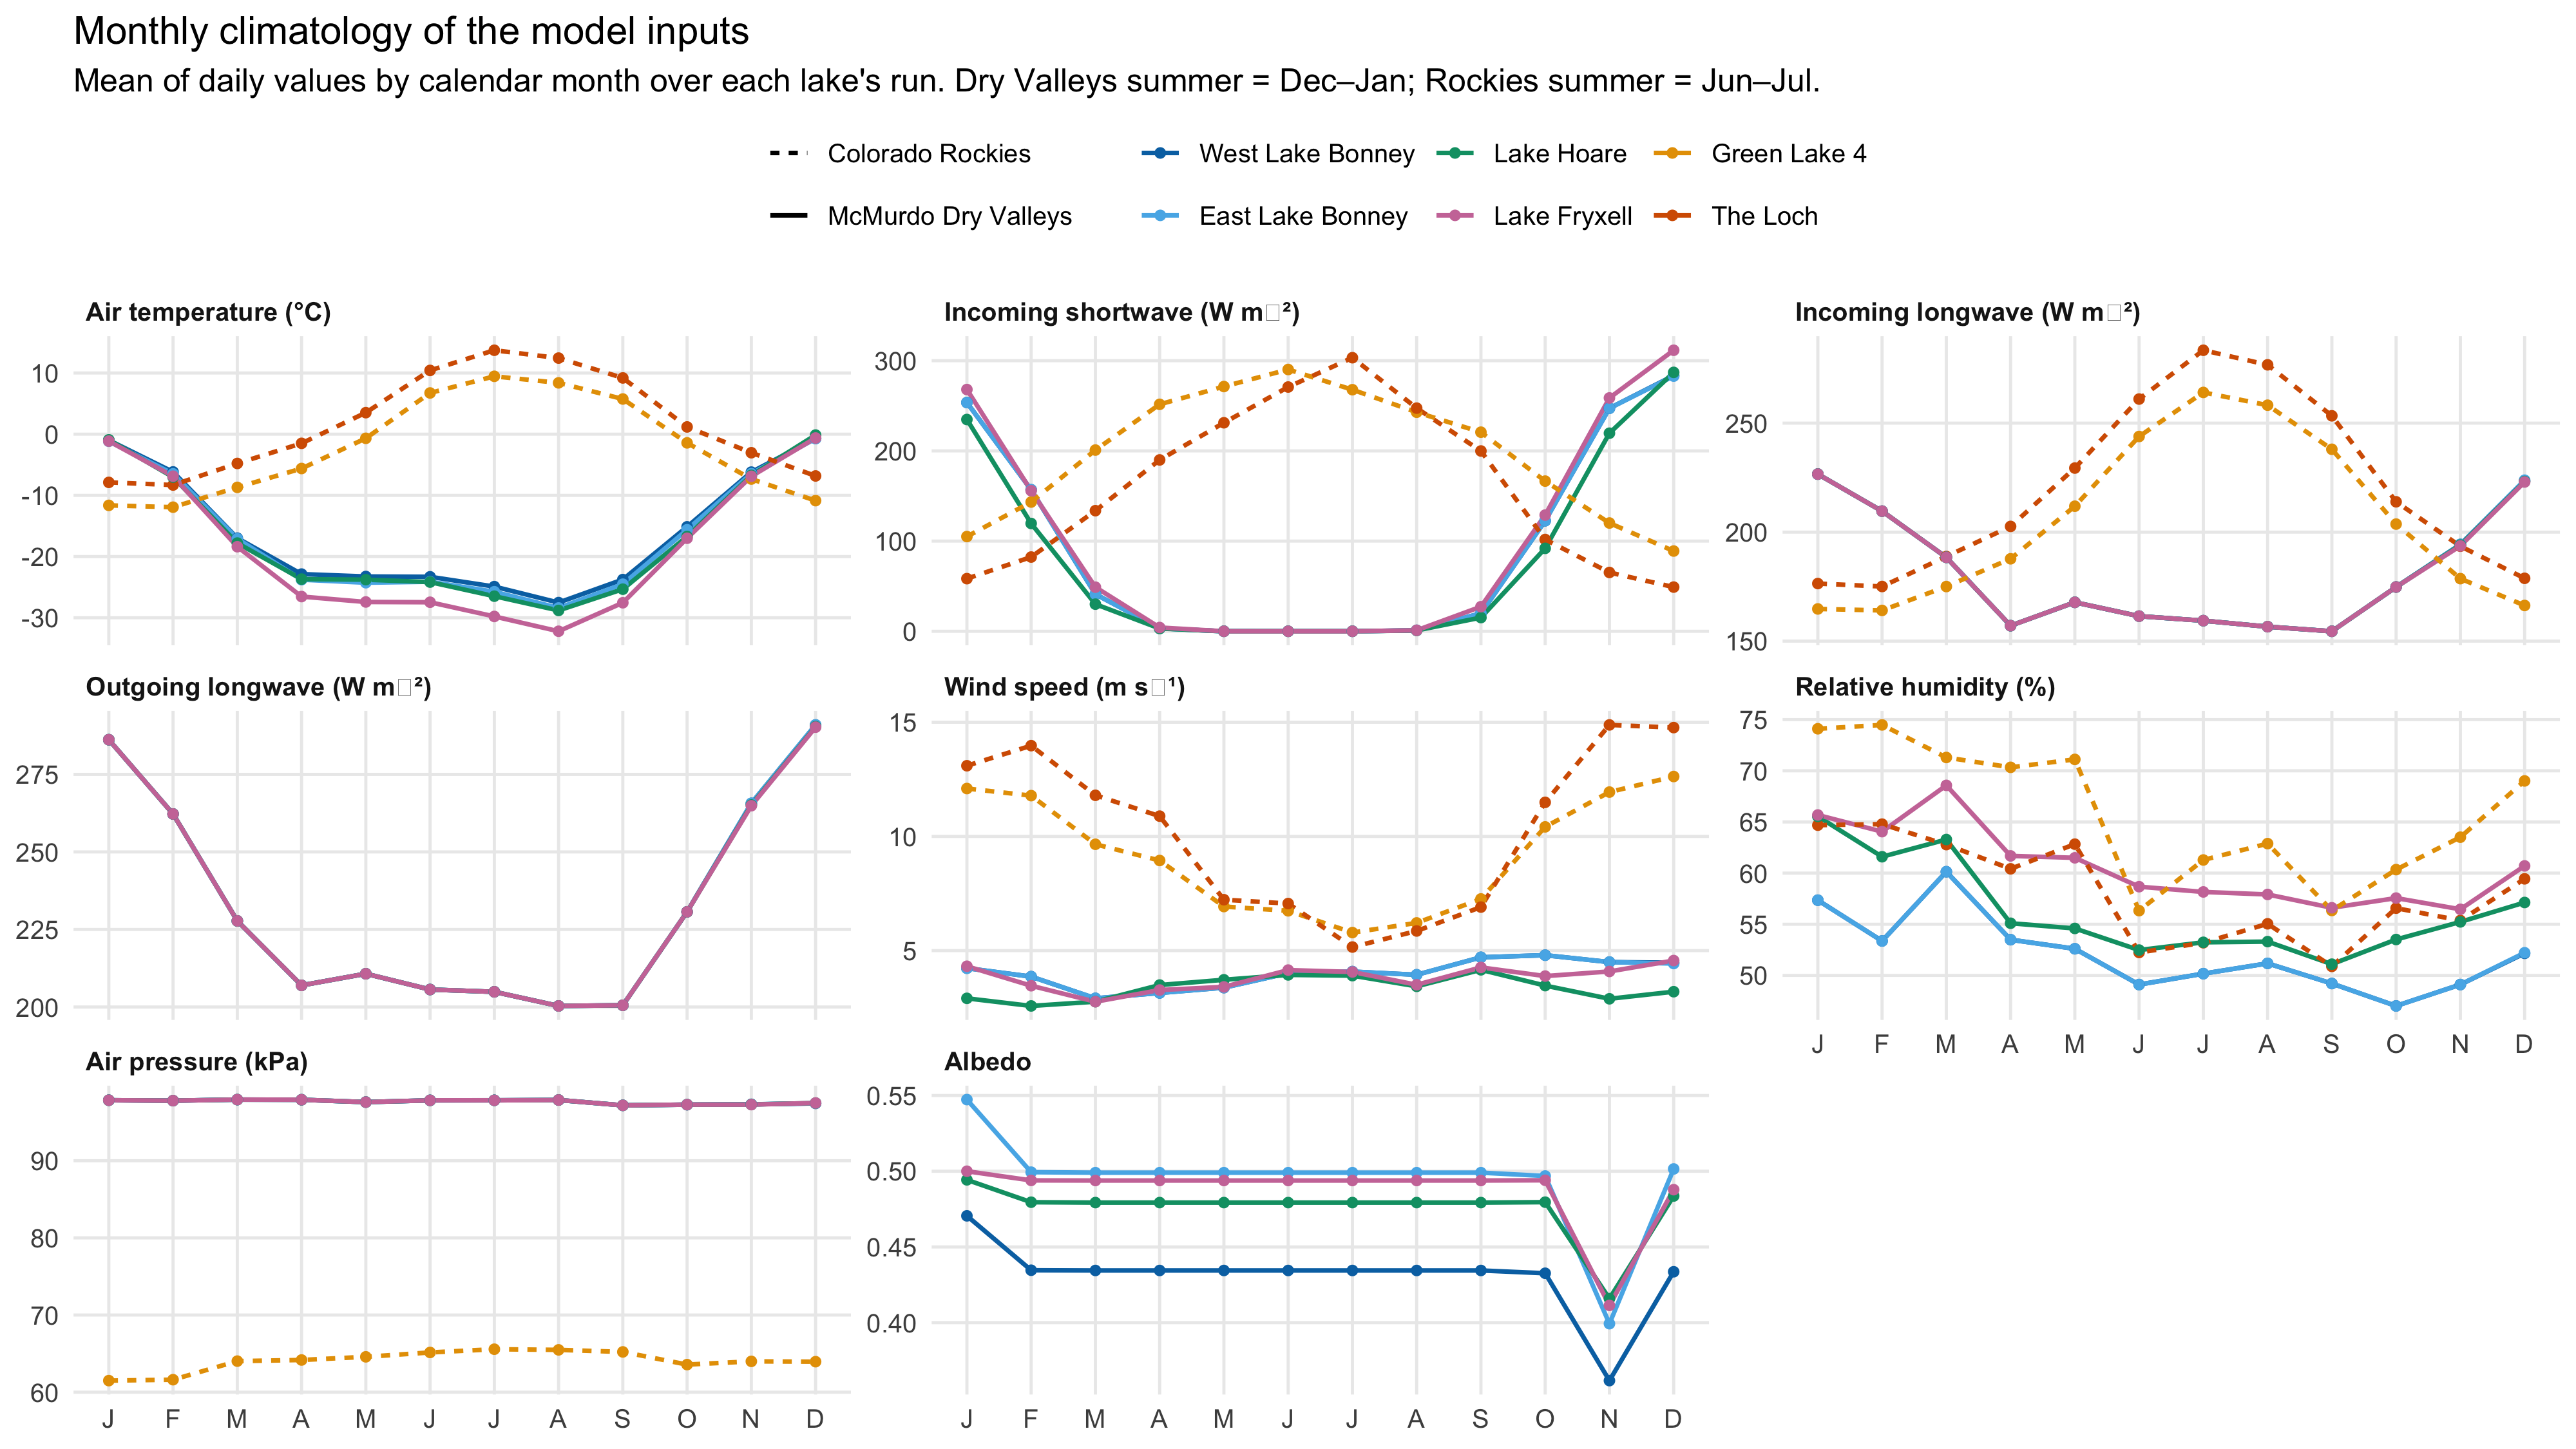 Monthly climatology of the model inputs
Mean of daily values by calendar month over each lake's run. Dry Valleys summer = Dec–Jan; Rockies summer = Jun–Jul.
Colorado Rockies West Lake Bonney Lake Hoare Green Lake 4
McMurdo Dry Valleys East Lake Bonney Lake Fryxell The Loch
Air temperature (°C)
10
0
-10
-20
-30
Incoming shortwave (W m□²)
300
200
100
0
Incoming longwave (W m□²)
250
200
150
Outgoing longwave (W m□²)
275
250
225
200
Wind speed (m s□¹)
15
10
5
Relative humidity (%)
75
70
65
60
55
50
J F M A M J J A S O N D
Air pressure (kPa)
90
80
70
60
J F M A M J J A S O N D
Albedo
0.55
0.50
0.45
0.40
J F M A M J J A S O N D